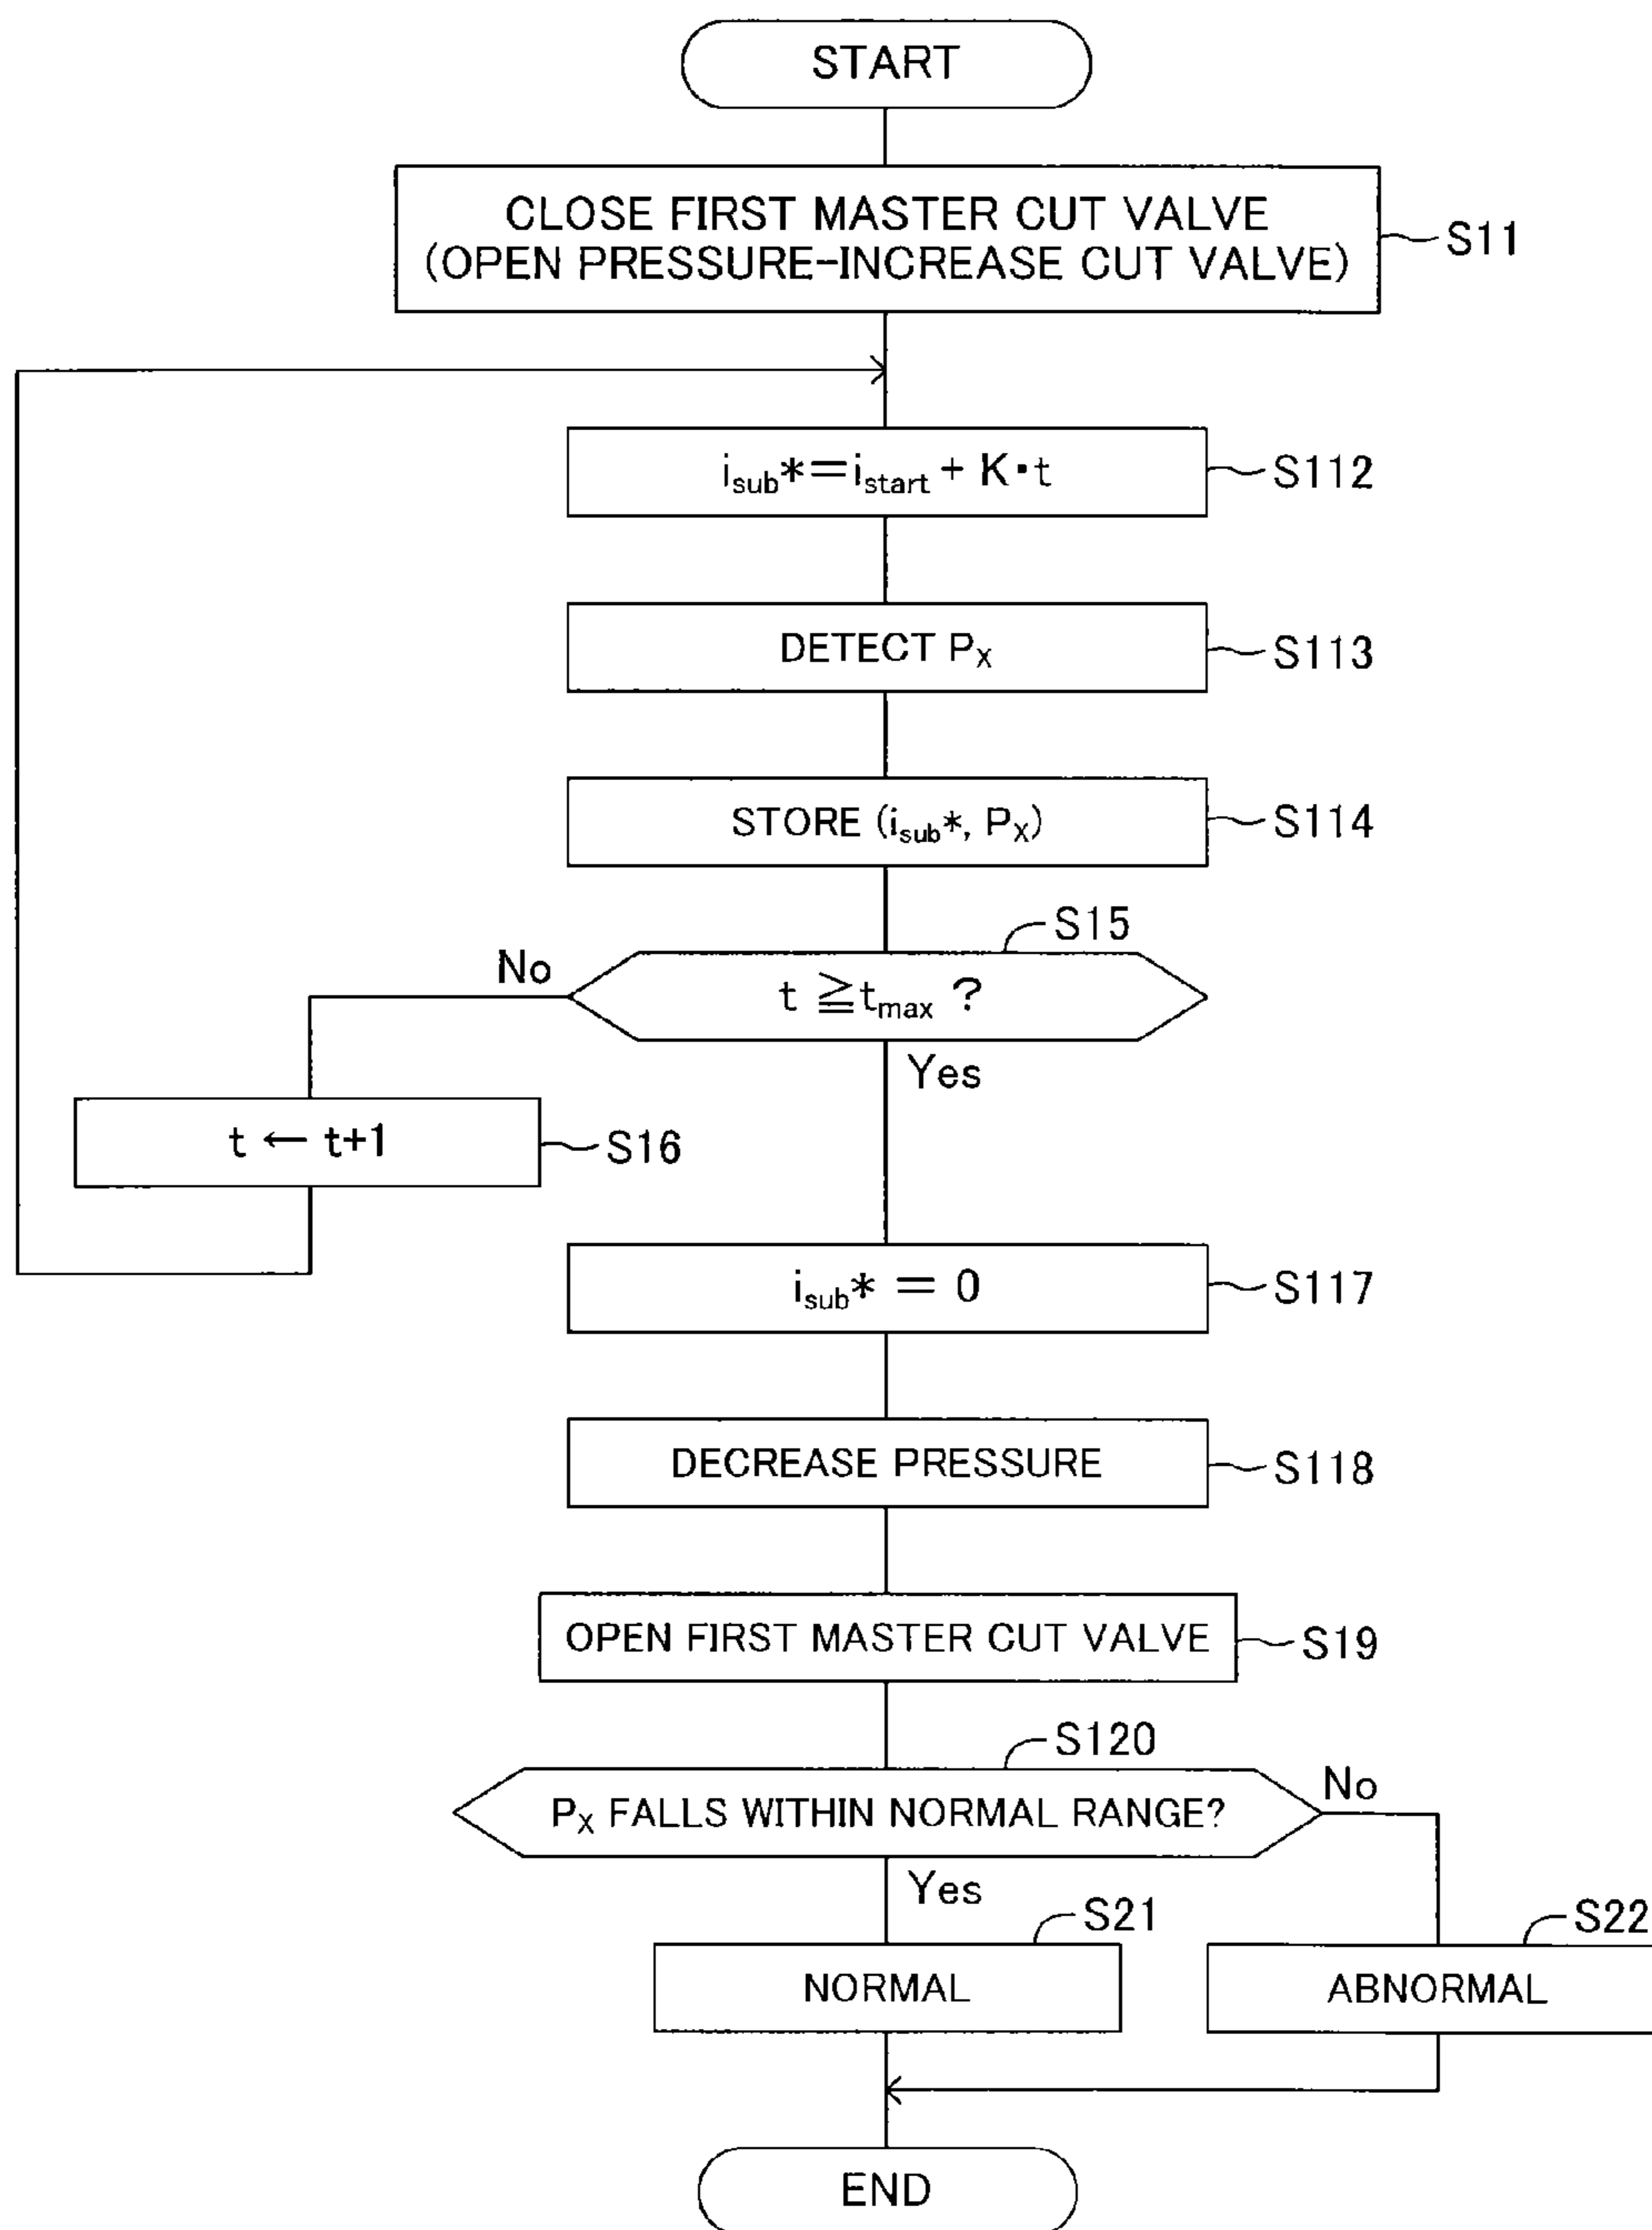 START
CLOSE FIRST MASTER CUT VALVE
(OPEN PRESSURE-INCREASE CUT VALVE)
S11
isub*=istart + K・t
S112
DETECT PX
S113
STORE (isub*, PX)
S114
S15
No
t ≧tmax ?
Yes
t ← t+1
S16
isub* = 0
S117
DECREASE PRESSURE
S118
OPEN FIRST MASTER CUT VALVE
S19
S120
PX FALLS WITHIN NORMAL RANGE?
No
Yes
S21
S22
NORMAL
ABNORMAL
END